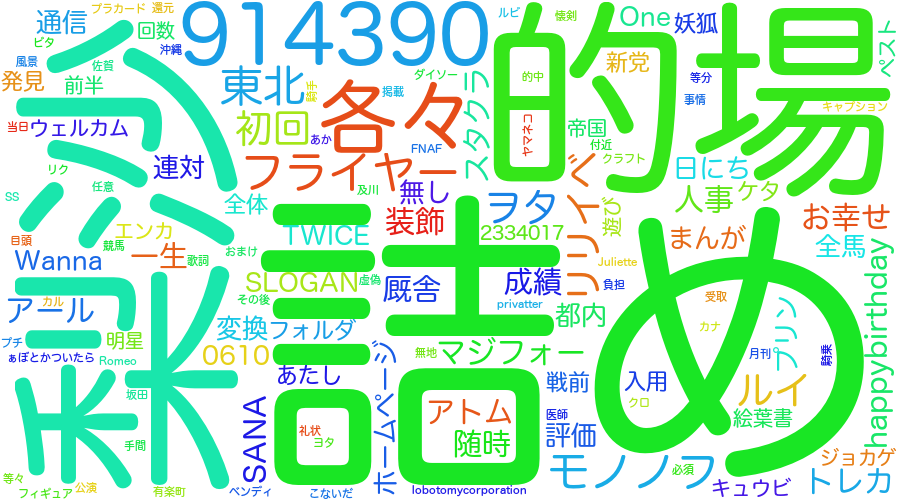 914390
的場
詰め
各々
東北
初回
フライヤー
通信
プラカード
還元
回数
ピタ
風景
沖縄
佐賀
発見
前半
当日
ウェルカム
連対
リク
任意
SS
エンカ
全体
目頭
競馬
おまけ
歌詞
Wanna
一生
カル
アール
プチ
明星
ぁぽとかついたら
Romeo
坂田
手間
等々
フィギュア
公演
有楽町
騎手
あか
掲載
FNAF
ダイソー
スタクラ
及川
無し
装飾
TWICE
SLOGAN
虚偽
その後
厩舎
変換
フォルダ
0610
あたし
無地
マジフォー
ホームページ
SANA
ペンディ
こないだ
礼状
ヨタ
アトム
随時
lobotomycorporation
ルビ
懐剣
One
妖狐
新党
ペスト
的中
等分
事情
キャプション
ヤマネコ
帝国
付近
クラフト
日にち
リリイベ
遊び
人事
ケタ
ヲタ
2334017
まんが
お幸せ
全馬
Juliette
負担
成績
privatter
受取
都内
カナ
プリン
月刊
騎乗
happybirthday
戦前
入用
ルイ
クロ
絵葉書
医師
評価
モノノフ
必須
ジョカゲ
キュウビ
トレカ